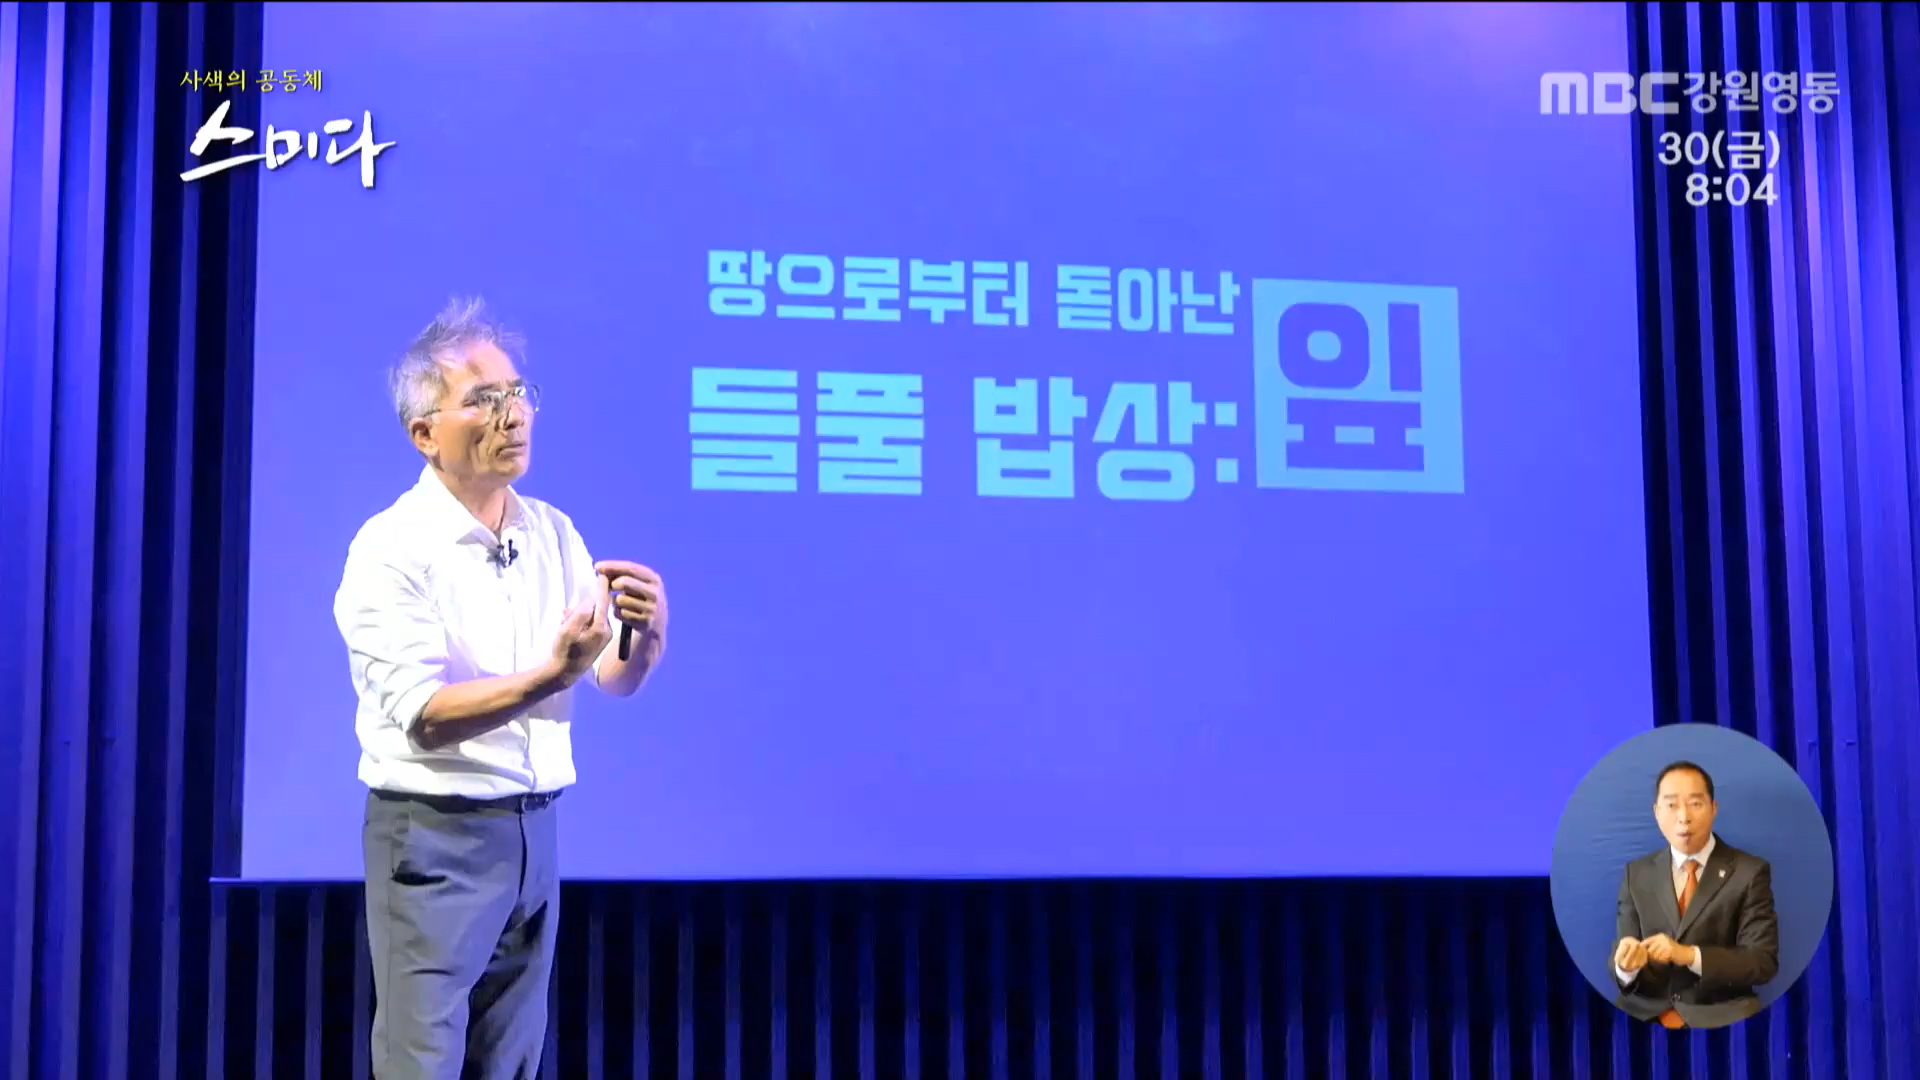 사색의 공동체
스미다
MBC강원영동
30(금)
8:04
땅으로부터 돋아난
들풀 밥상:잎